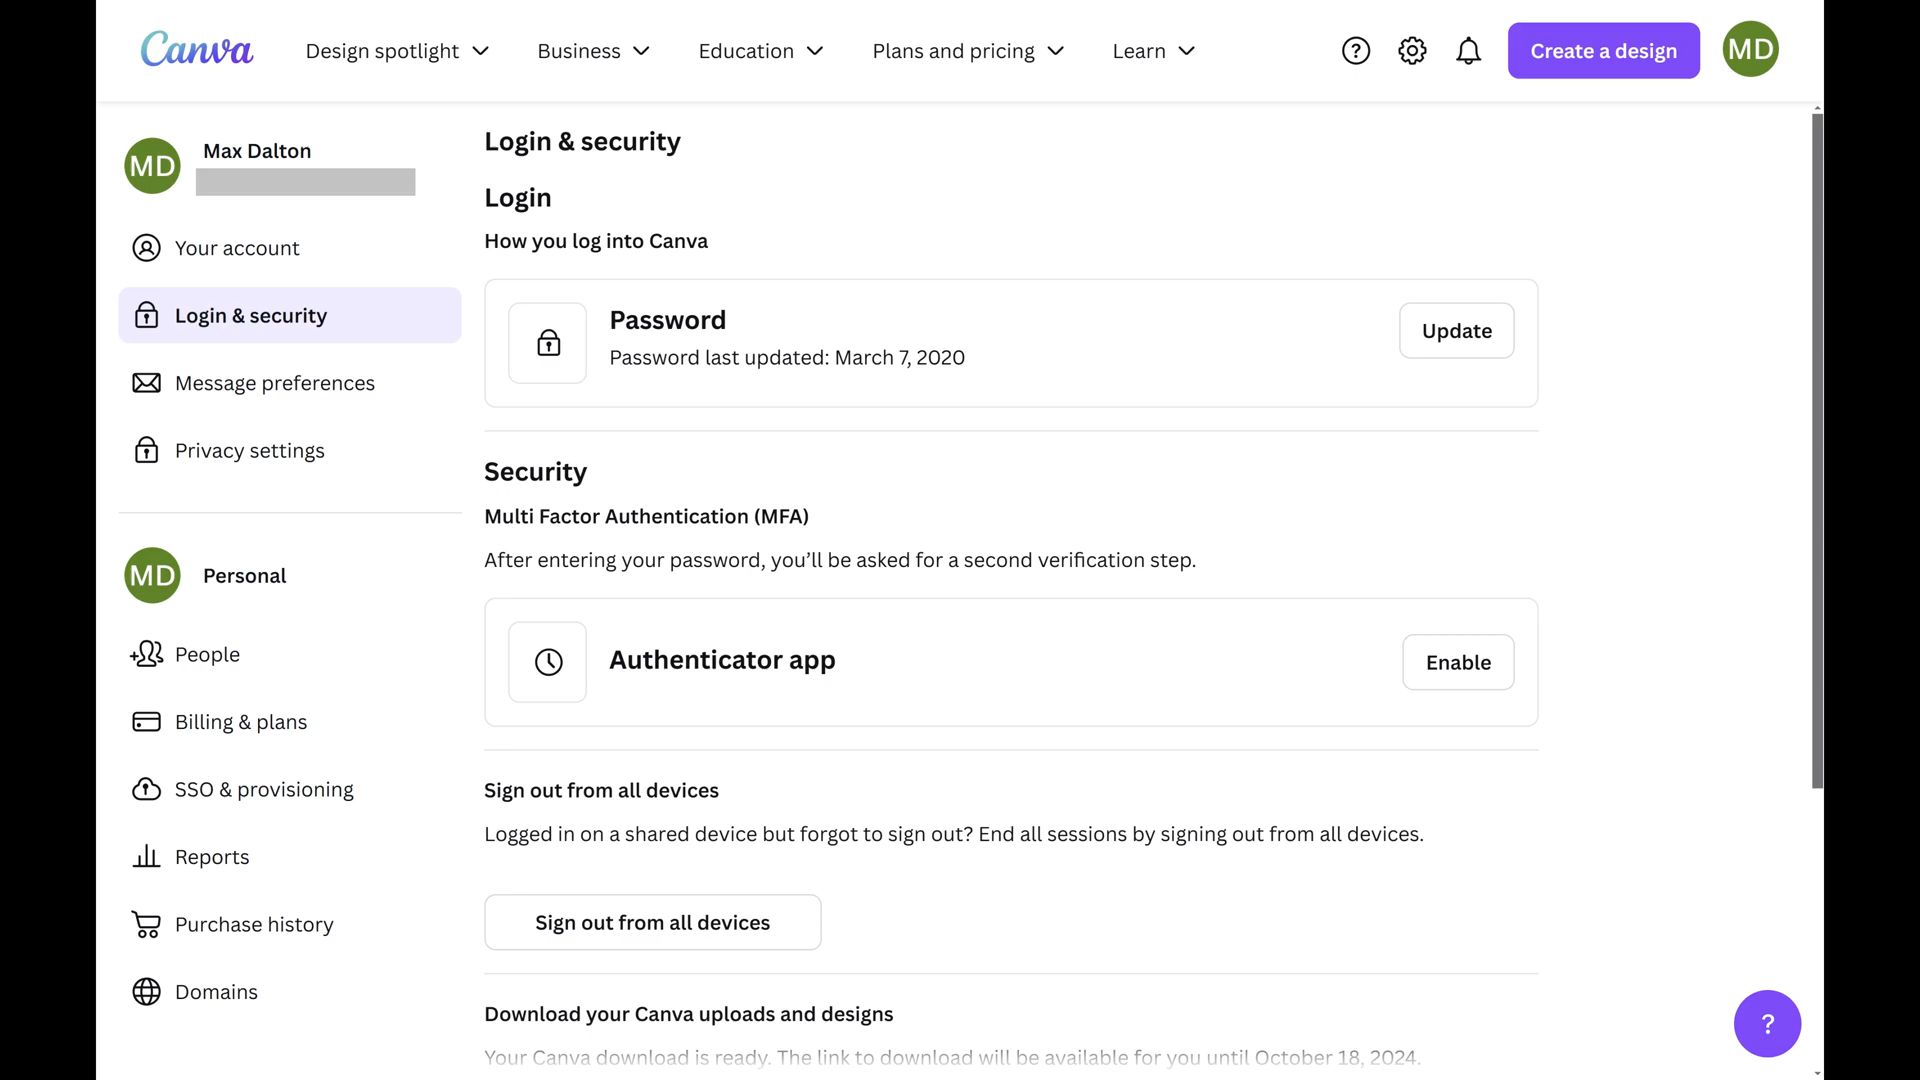 Canva Design spotlight Business Education Plans and pricing Learn ? Create a design MD
MD Max Dalton
Your account
Login & security
Message preferences
Privacy settings
MD Personal
People
Billing & plans
SSO & provisioning
Reports
Purchase history
Domains
Login & security
Login
How you log into Canva
Password
Password last updated: March 7, 2020
Update
Security
Multi Factor Authentication (MFA)
After entering your password, you’ll be asked for a second verification step.
Authenticator app
Enable
Sign out from all devices
Logged in on a shared device but forgot to sign out? End all sessions by signing out from all devices.
Sign out from all devices
Download your Canva uploads and designs
Your Canva download is ready. The link to download will be available for you until October 18, 2024.
?